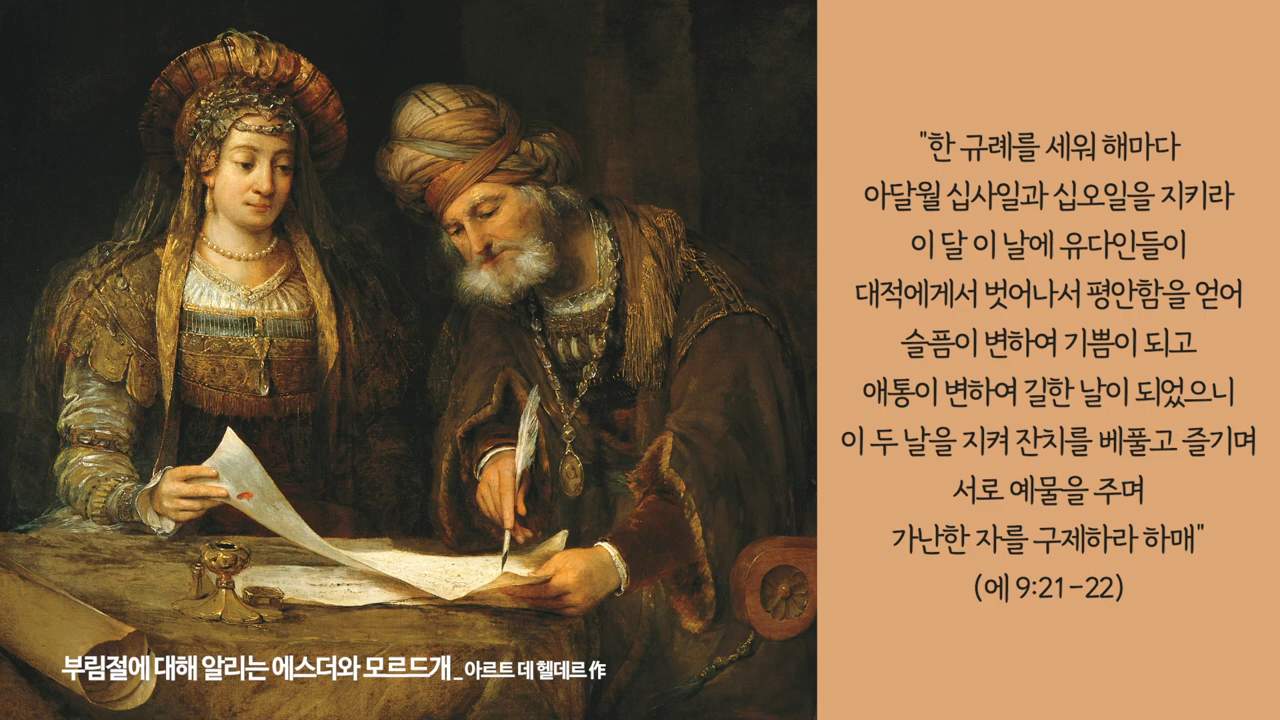 "한 규례를 세워 해마다
아달월 십사일과 십오일을 지키라
이 달 이 날에 유다인들이
대적에게서 벗어나서 평안함을 얻어
슬픔이 변하여 기쁨이 되고
애통이 변하여 길한 날이 되었으니
이 두 날을 지켜 잔치를 베풀고 즐기며
서로 예물을 주며
가난한 자를 구제하라 하매"
(에 9:21-22)
부림절에 대해 알리는 에스더와 모르드개_아르트 데 헬데르 作